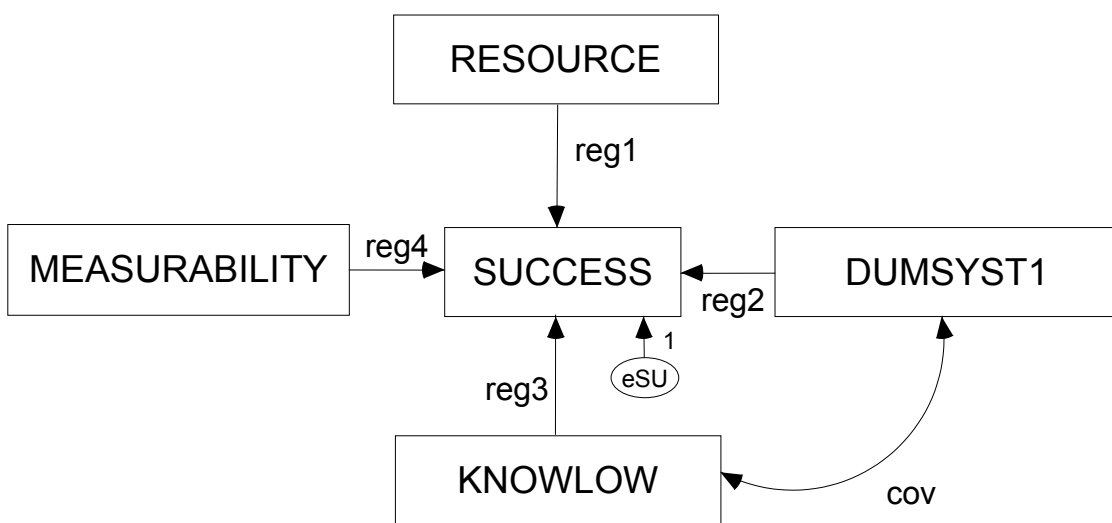 RESOURCE
reg1
MEASURABILITY
reg4
SUCCESS
reg2
DUMSYST1
1
eSU
reg3
KNOWLOW
cov